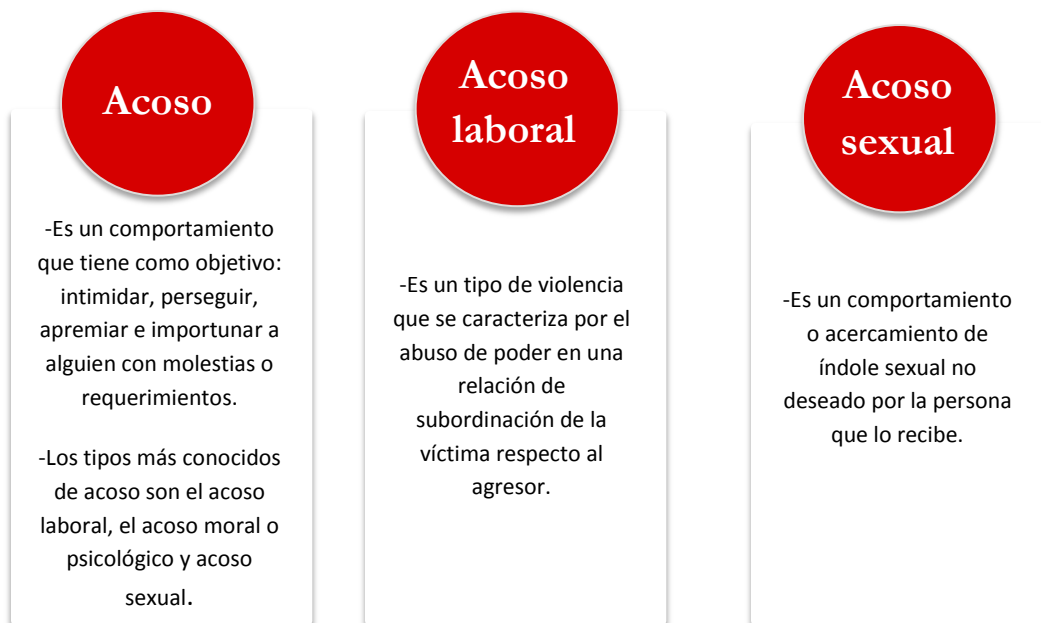 Acoso
-Es un comportamiento
que tiene como objetivo:
intimidar, perseguir,
apremiar e importunar a
alguien con molestias o
requerimientos.
-Los tipos más conocidos
de acoso son el acoso
laboral, el acoso moral o
psicológico y acoso
sexual.
Acoso
laboral
-Es un tipo de violencia
que se caracteriza por el
abuso de poder en una
relación de
subordinación de la
víctima respecto al
agresor.
Acoso
sexual
-Es un comportamiento
o acercamiento de
índole sexual no
deseado por la persona
que lo recibe.